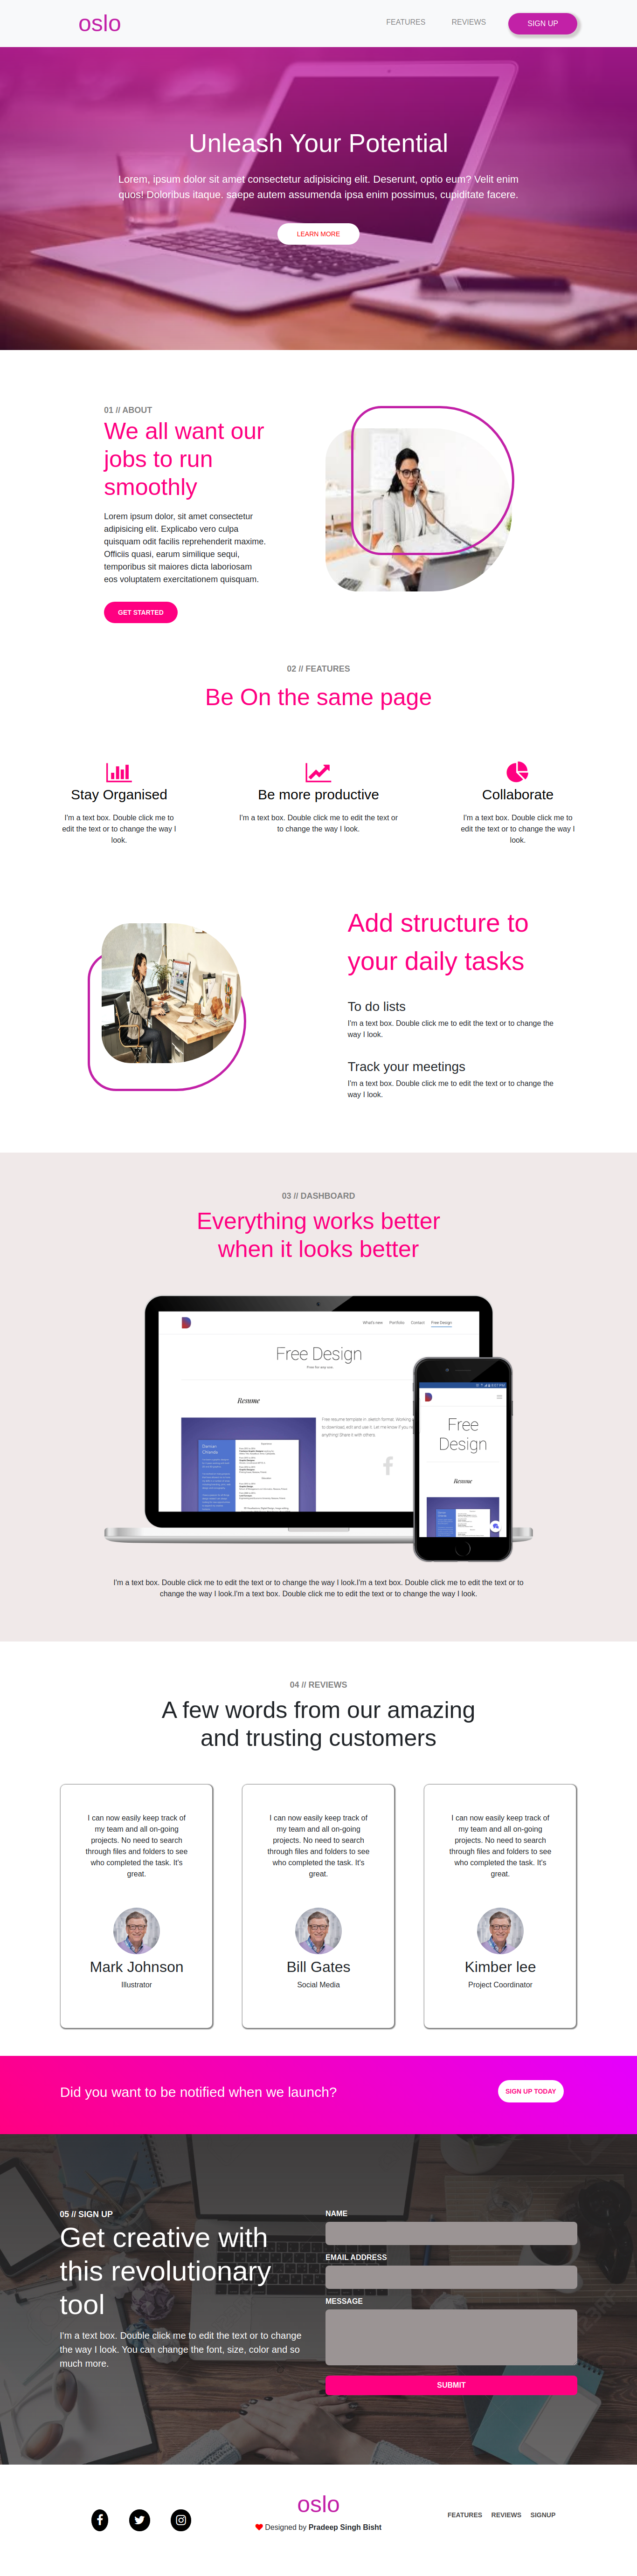 oslo
FEATURES
REVIEWS
SIGN UP
Unleash Your Potential
Lorem, ipsum dolor sit amet consectetur adipisicing elit. Deserunt, optio eum? Velit enim
quos! Doloribus itaque. saepe autem assumenda ipsa enim possimus, cupiditate facere.
LEARN MORE
01 // ABOUT
We all want our
jobs to run
smoothly
Lorem ipsum dolor, sit amet consectetur
adipisicing elit. Explicabo vero culpa
quisquam odit facilis reprehenderit maxime.
Officiis quasi, earum similique sequi,
temporibus sit maiores dicta laboriosam
eos voluptatem exercitationem quisquam.
GET STARTED
02 // FEATURES
Be On the same page
Stay Organised
I'm a text box. Double click me to
edit the text or to change the way I
look.
Be more productive
I'm a text box. Double click me to edit the text or
to change the way I look.
Collaborate
I'm a text box. Double click me to
edit the text or to change the way I
look.
Add structure to
your daily tasks
To do lists
I'm a text box. Double click me to edit the text or to change the
way I look.
Track your meetings
I'm a text box. Double click me to edit the text or to change the
way I look.
03 // DASHBOARD
Everything works better
when it looks better
What's new Portfolio Contact Free Design
Free Design
Free for any use
Resume
Free Design
Resume
I'm a text box. Double click me to edit the text or to change the way I look.I'm a text box. Double click me to edit the text or to
change the way I look.I'm a text box. Double click me to edit the text or to change the way I look.
04 // REVIEWS
A few words from our amazing
and trusting customers
I can now easily keep track of
my team and all on-going
projects. No need to search
through files and folders to see
who completed the task. It's
great.
Mark Johnson
Illustrator
I can now easily keep track of
my team and all on-going
projects. No need to search
through files and folders to see
who completed the task. It's
great.
Bill Gates
Social Media
I can now easily keep track of
my team and all on-going
projects. No need to search
through files and folders to see
who completed the task. It's
great.
Kimber lee
Project Coordinator
Did you want to be notified when we launch?
SIGN UP TODAY
05 // SIGN UP
Get creative with
this revolutionary
tool
I'm a text box. Double click me to edit the text or to change
the way I look. You can change the font, size, color and so
much more.
NAME
EMAIL ADDRESS
MESSAGE
SUBMIT
oslo
Designed by Pradeep Singh Bisht
FEATURES
REVIEWS
SIGNUP